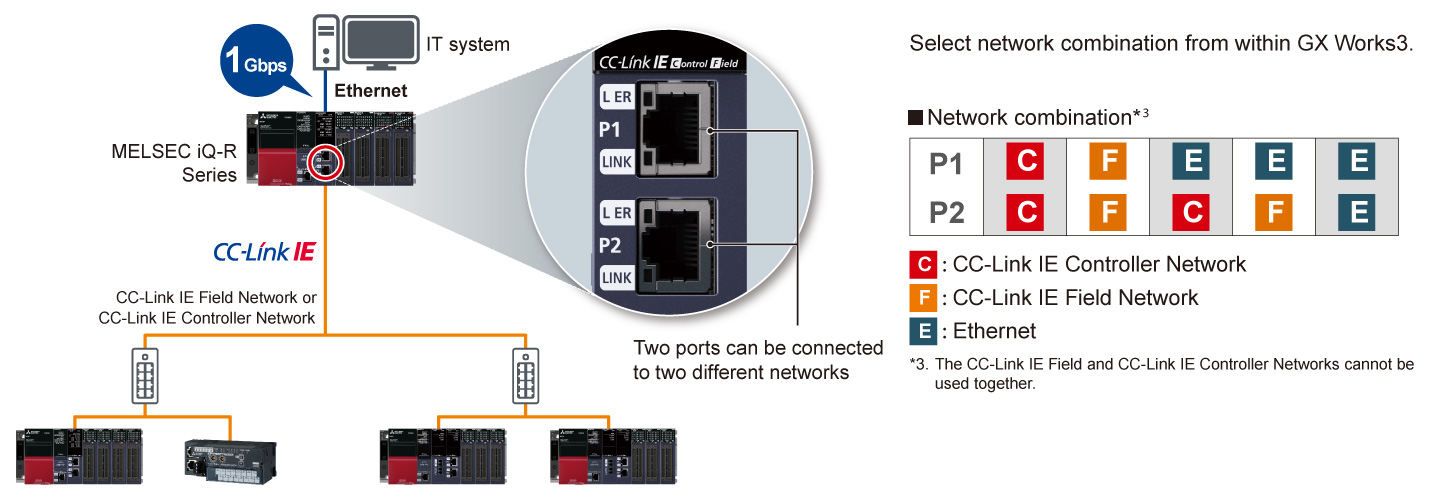 IT system
1 Gbps
Ethernet
MELSEC iQ-R
Series
CC-Link IE
CC-Link IE Field Network or
CC-Link IE Controller Network
CC-Link IE Control Field
L ER
P1
LINK
L ER
P2
LINK
Two ports can be connected
to two different networks
Select network combination from within GX Works3.
■Network combination*3
P1 C F E E E
P2 C F C F E
C : CC-Link IE Controller Network
F : CC-Link IE Field Network
E : Ethernet
*3. The CC-Link IE Field and CC-Link IE Controller Networks cannot be
used together.